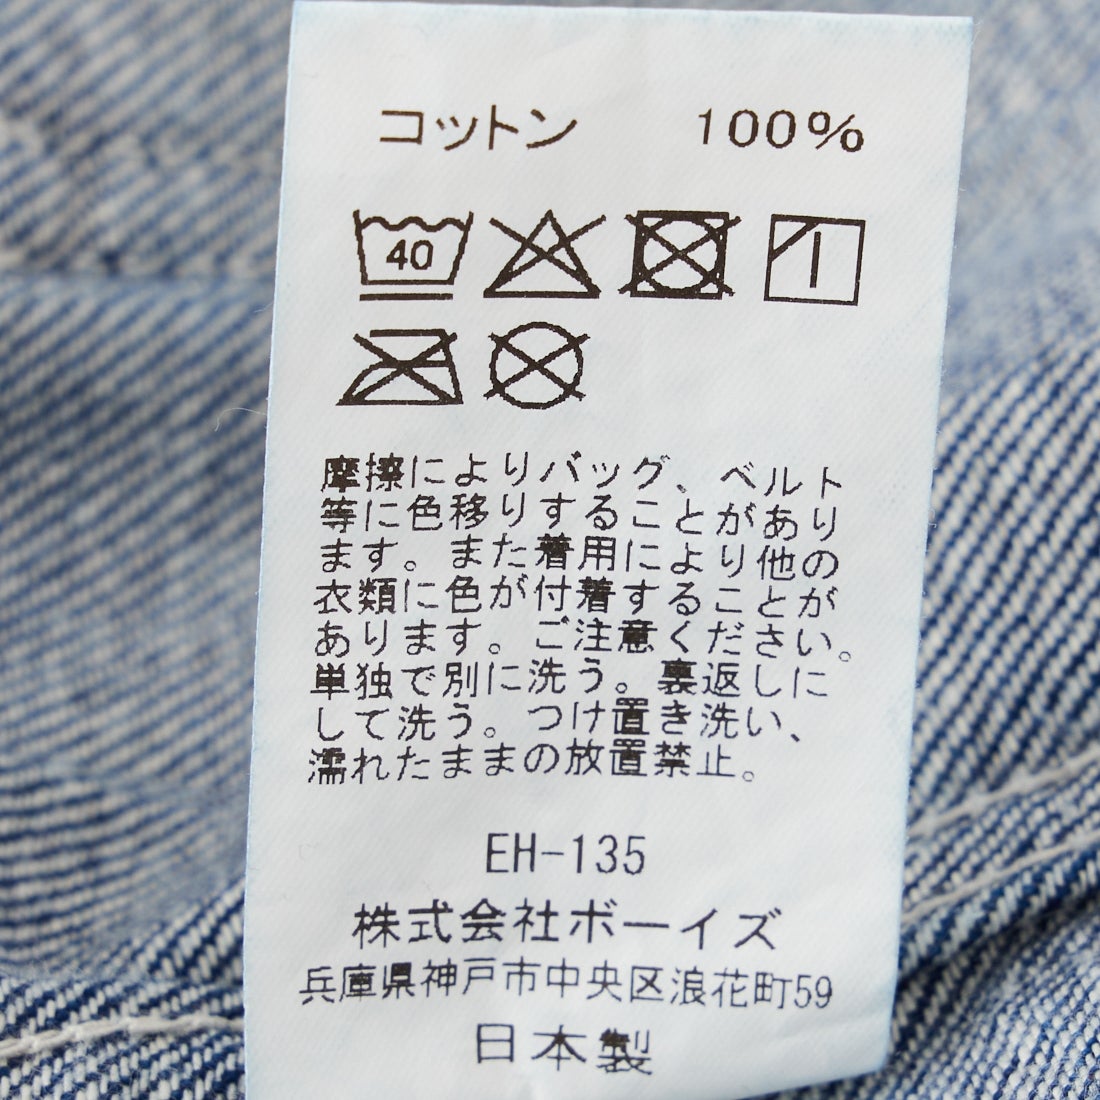 コットン 100%
40
摩擦によりバッグ、ベルト
等に色移りすることがあり
ます。また着用により他の
衣類に色が付着することが
あります。ご注意ください。
単独で別に洗う。裏返しに
して洗う。つけ置き洗い、
濡れたままの放置禁止。
EH-135
株式会社ボーイズ
兵庫県神戸市中央区浪花町59
日本製